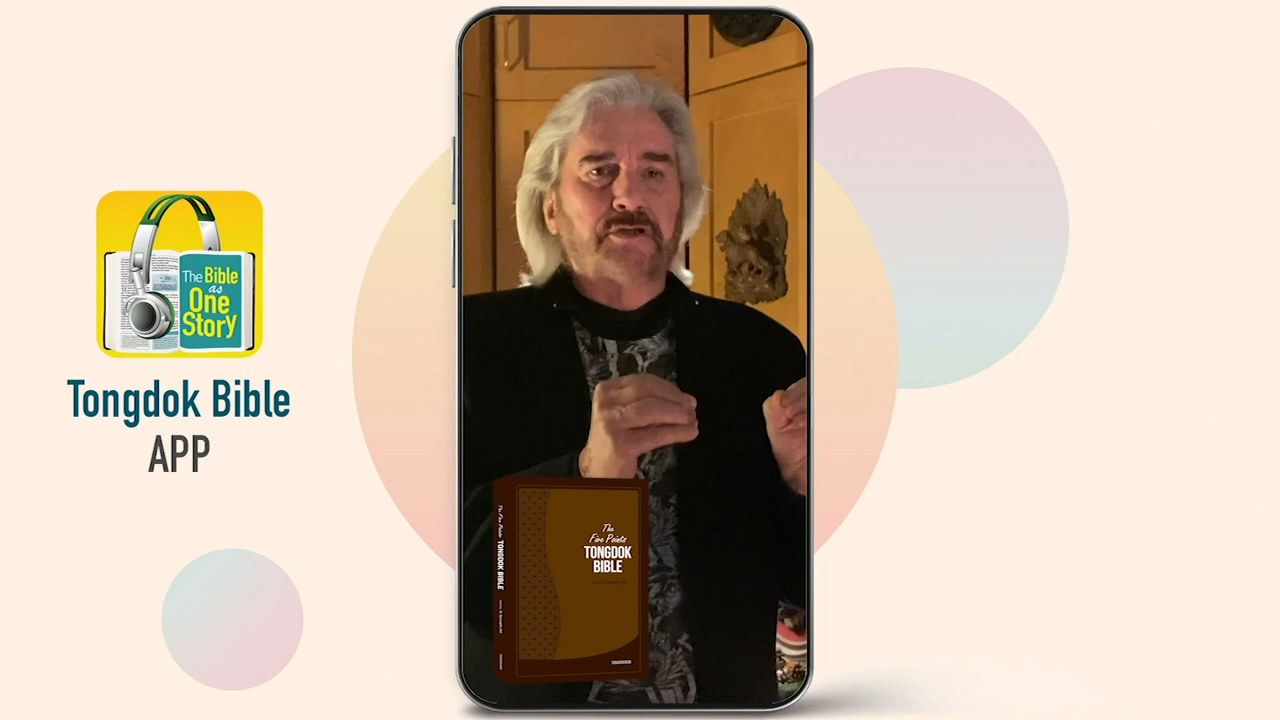 The Bible
as
One
Story
Tongdok Bible
APP
The Five Points TONGDOK BIBLE
The
Five Points
TONGDOK
BIBLE